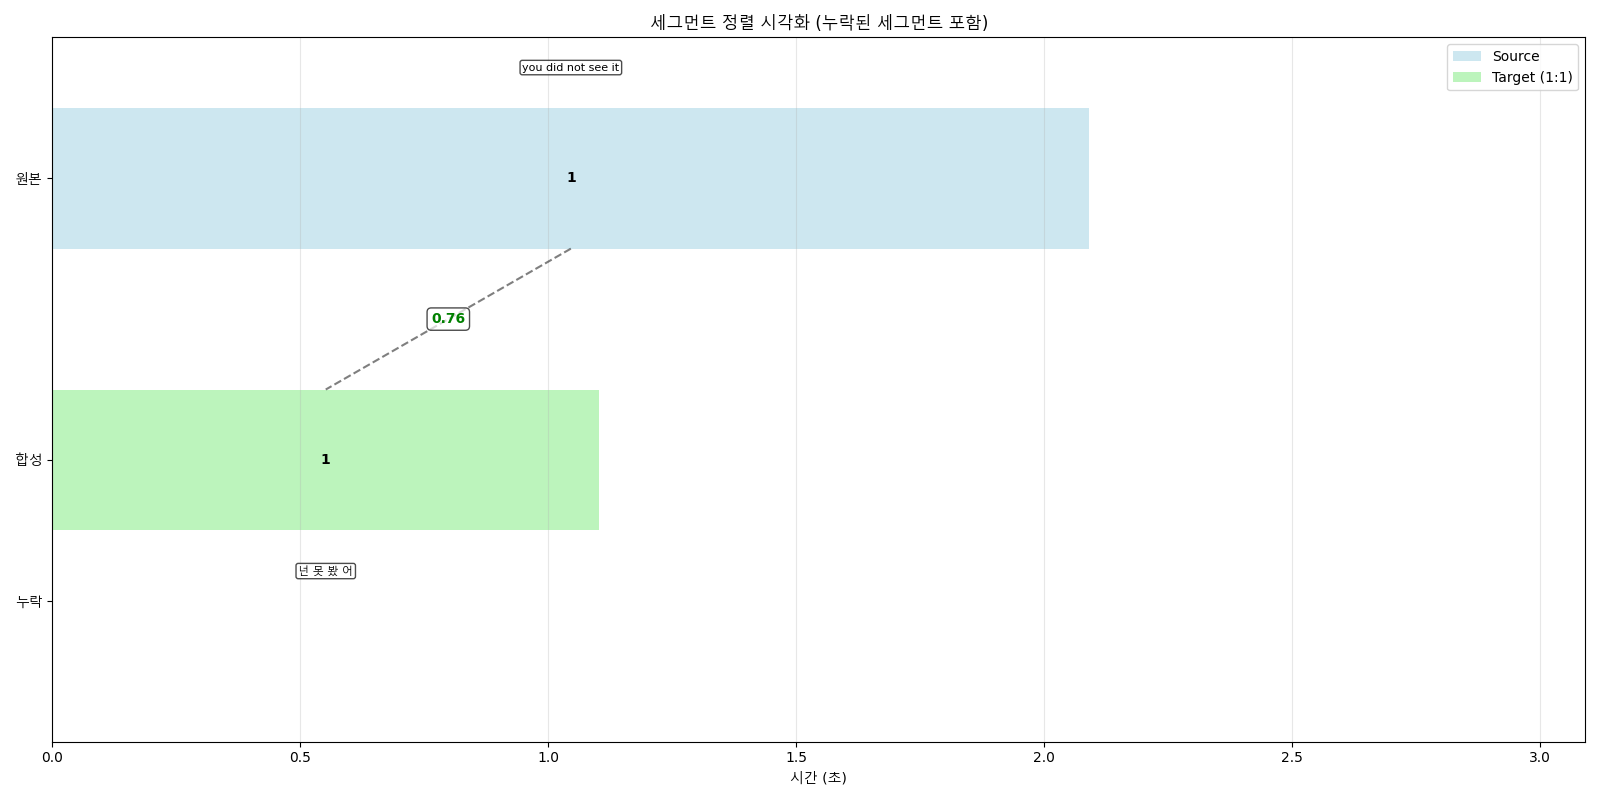 세그먼트 정렬 시각화 (누락된 세그먼트 포함)
you did not see it
Source
Target (1:1)
원본
1
0.76
합성
1
넌 못 봤 어
누락
0.0 0.5 1.0 1.5 2.0 2.5 3.0
시간 (초)